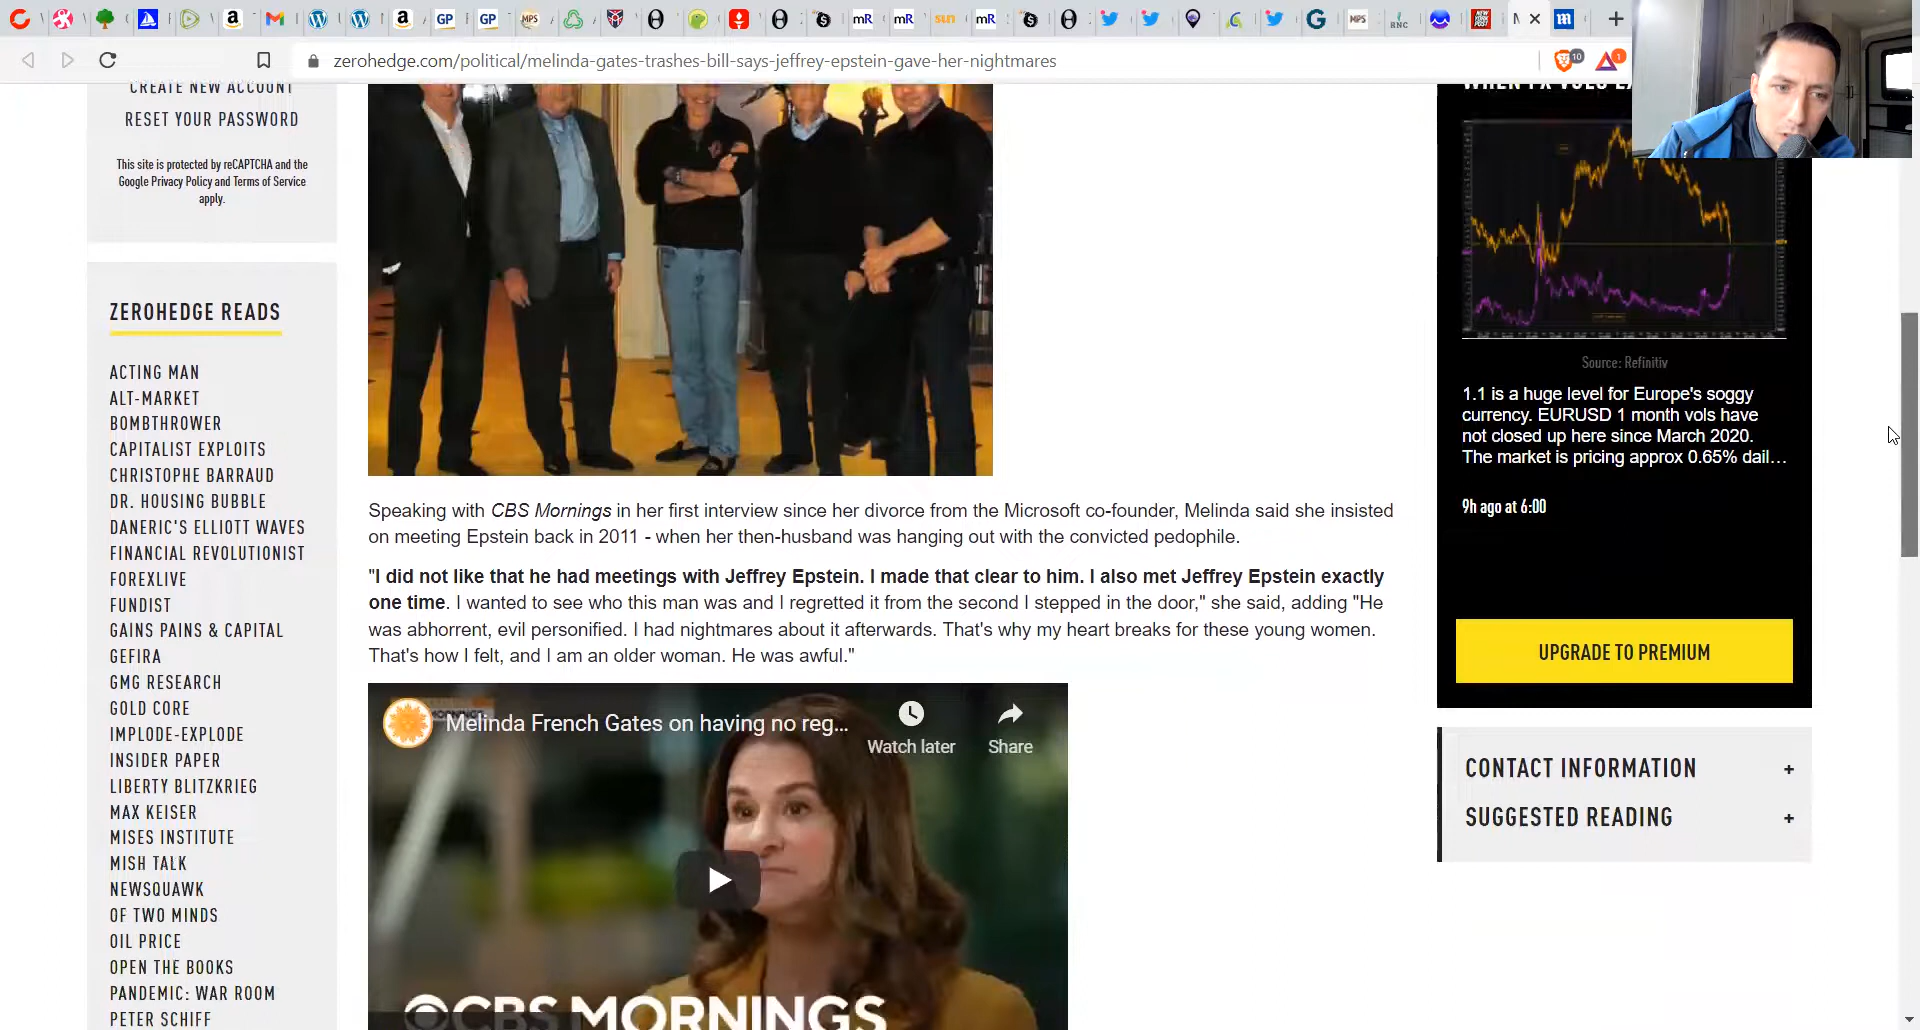 zerohedge.com/political/melinda-gates-trashes-bill-says-jeffrey-epstein-gave-her-nightmares
10
1
CREATE NEW ACCOUNT
RESET YOUR PASSWORD
This site is protected by reCAPTCHA and the
Google Privacy Policy and Terms of Service
apply.
ZEROHEDGE READS
ACTING MAN
ALT-MARKET
BOMBTHROWER
CAPITALIST EXPLOITS
CHRISTOPHE BARRAUD
DR. HOUSING BUBBLE
DANERIC'S ELLIOTT WAVES
FINANCIAL REVOLUTIONIST
FOREXLIVE
FUNDIST
GAINS PAINS & CAPITAL
GEFIRA
GMG RESEARCH
GOLD CORE
IMPLODE-EXPLODE
INSIDER PAPER
LIBERTY BLITZKRIEG
MAX KEISER
MISES INSTITUTE
MISH TALK
NEWSQUAWK
OF TWO MINDS
OIL PRICE
OPEN THE BOOKS
PANDEMIC: WAR ROOM
PETER SCHIFF
Speaking with CBS Mornings in her first interview since her divorce from the Microsoft co-founder, Melinda said she insisted
on meeting Epstein back in 2011 - when her then-husband was hanging out with the convicted pedophile.
"I did not like that he had meetings with Jeffrey Epstein. I made that clear to him. I also met Jeffrey Epstein exactly
one time. I wanted to see who this man was and I regretted it from the second I stepped in the door," she said, adding "He
was abhorrent, evil personified. I had nightmares about it afterwards. That's why my heart breaks for these young women.
That's how I felt, and I am an older woman. He was awful."
Melinda French Gates on having no reg...
Watch later
Share
CBS MORNINGS
Source: Refinitiv
1.1 is a huge level for Europe's soggy
currency. EURUSD 1 month vols have
not closed up here since March 2020.
The market is pricing approx 0.65% dail...
9h ago at 6:00
UPGRADE TO PREMIUM
CONTACT INFORMATION +
SUGGESTED READING +